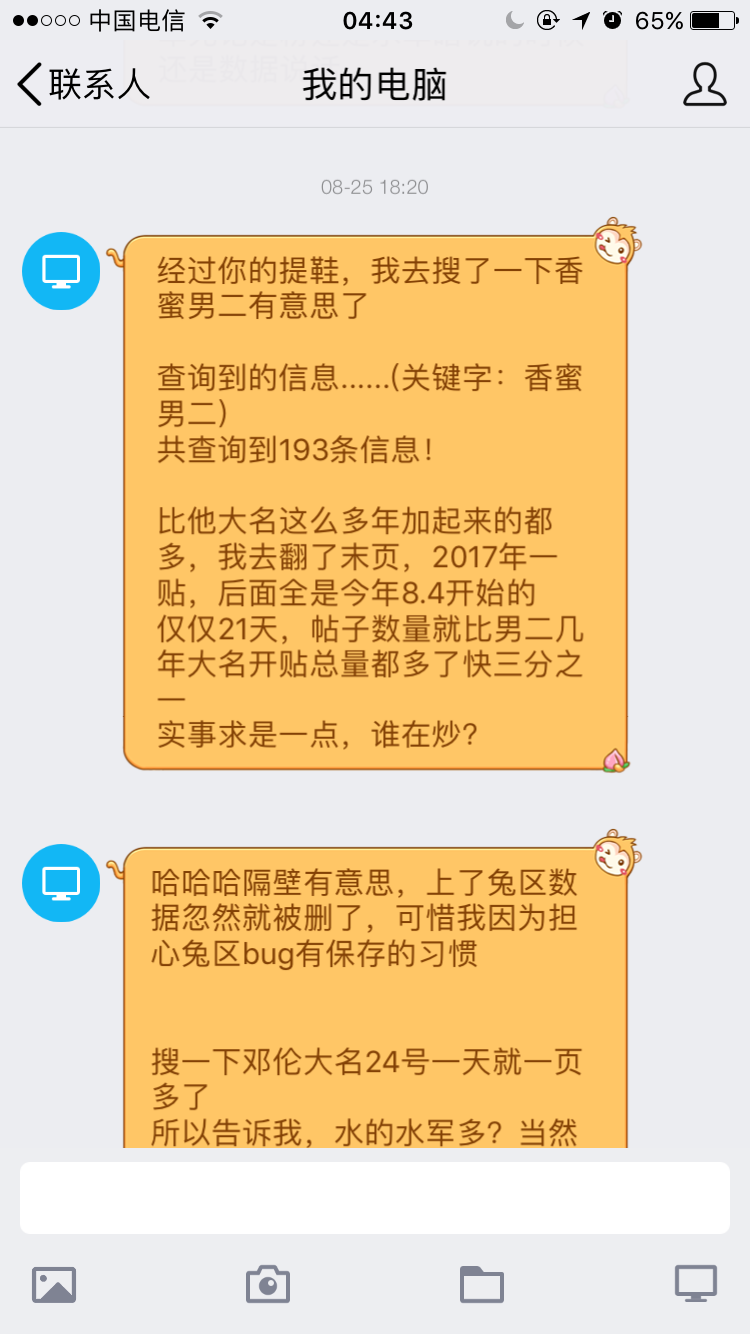 中国电信
04:43
65%
联系人
我的电脑
还是数据说话
08-25 18:20
经过你的提鞋，我去搜了一下香
蜜男二有意思了
查询到的信息......(关键字：香蜜
男二)
共查询到193条信息！
比他大名这么多年加起来的都
多，我去翻了末页，2017年一
贴，后面全是今年8.4开始的
仅仅21天，帖子数量就比男二几
年大名开贴总量都多了快三分之
一
实事求是一点，谁在炒？
哈哈哈隔壁有意思，上了兔区数
据忽然就被删了，可惜我因为担
心兔区bug有保存的习惯
搜一下邓伦大名24号一天就一页
多了
所以告诉我，水的水军多？当然